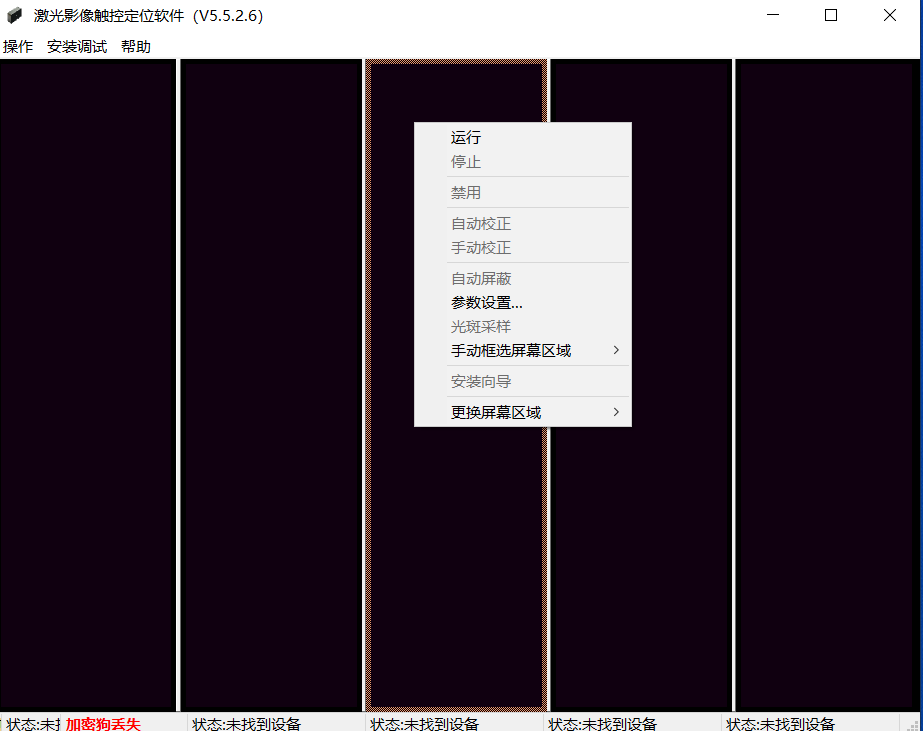 激光影像触控定位软件 (V5.5.2.6)
操作 安装调试 帮助
运行
停止
禁用
自动校正
手动校正
自动屏蔽
参数设置...
光斑采样
手动框选屏幕区域
安装向导
更换屏幕区域
状态:未 加密狗丢失 状态:未找到设备 状态:未找到设备 状态:未找到设备 状态:未找到设备